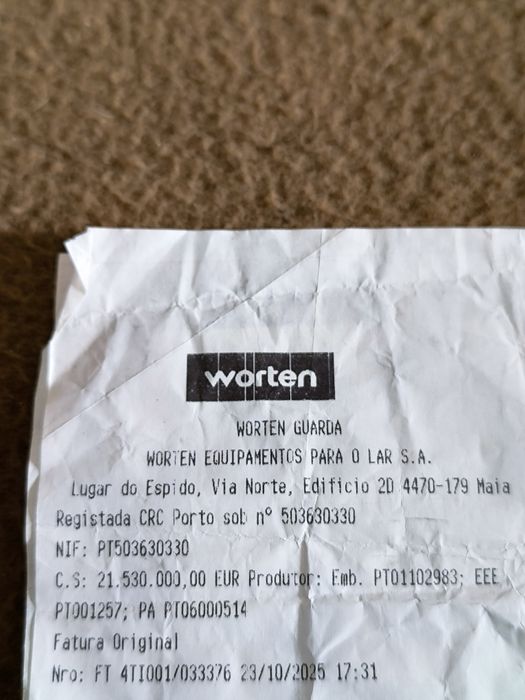 worten
WORTEN GUARDA
WORTEN EQUIPAMENTOS PARA O LAR S.A.
Lugar do Espido, Via Norte, Edificio 2D 4470-179 Maia
Registada CRC Porto sob nº 503630330
NIF: PT503630330
C.S: 21.530.000,00 EUR Produtor: Emb. PT01102983; EEE
PT001257; PA PT06000514
Fatura Original
Nro: FT 4TI001/033376 23/10/2025 17:31